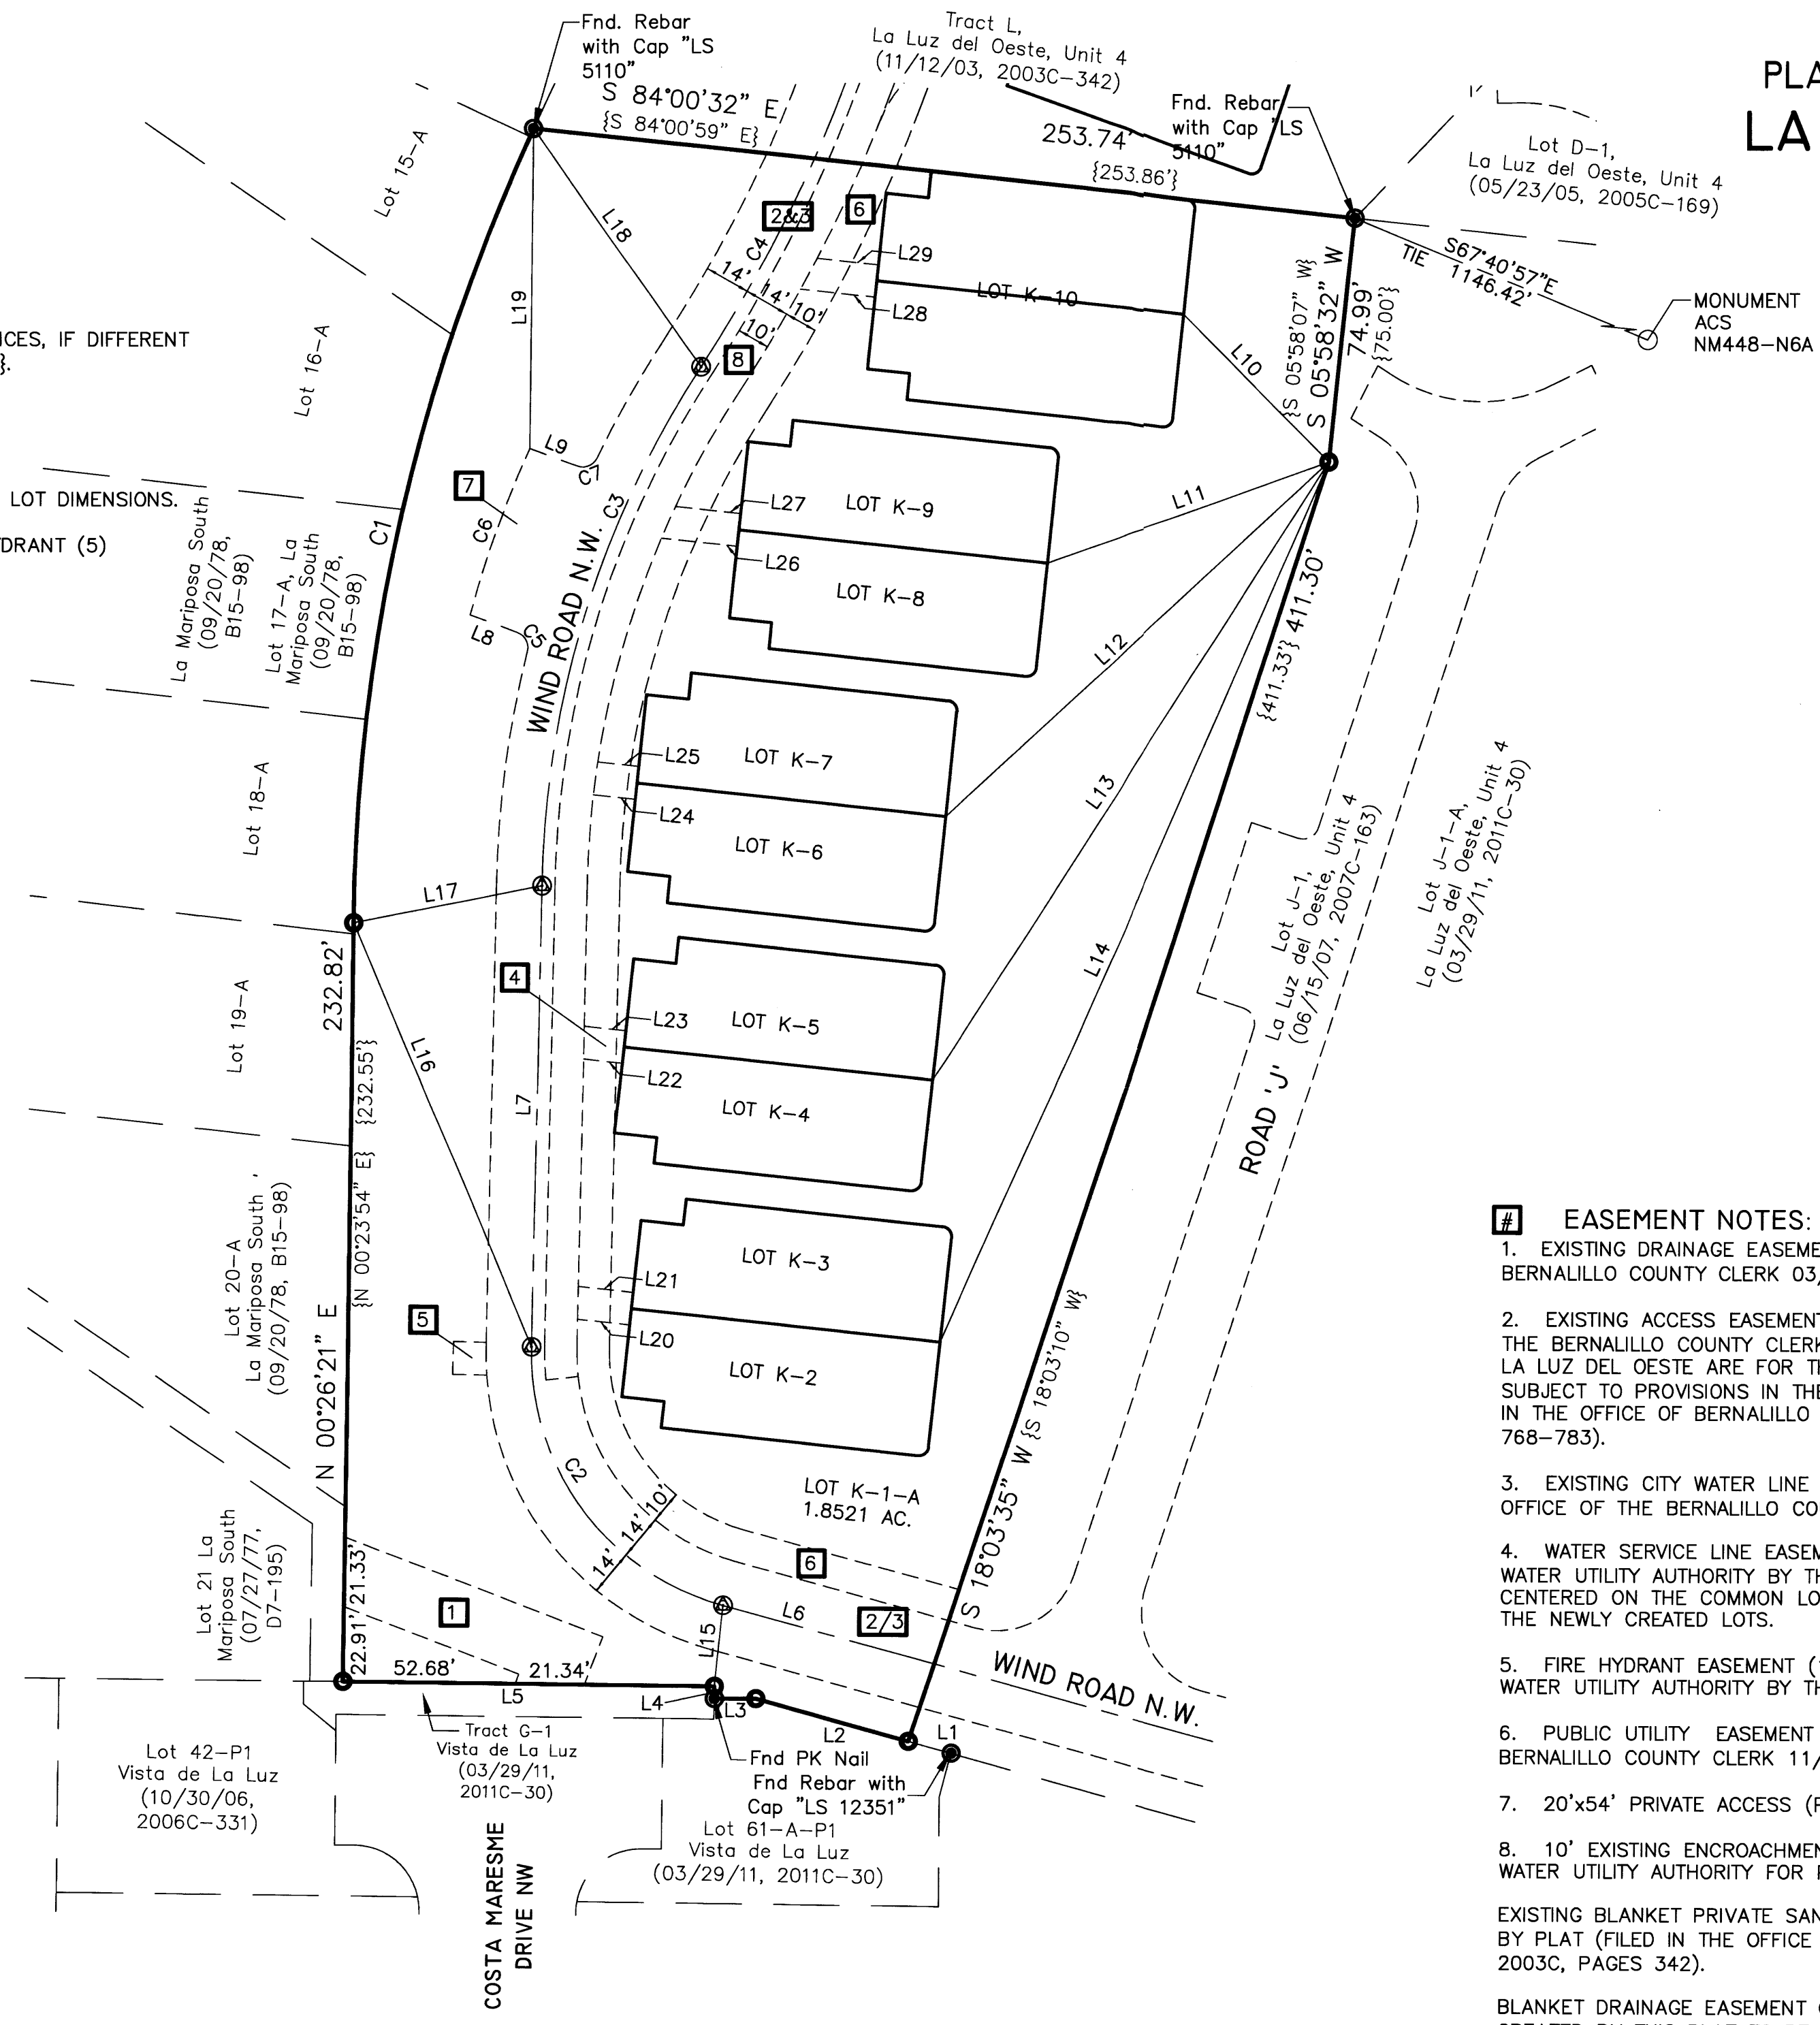 Fnd. Rebar
with Cap "LS
5110"
S 84°00'32" E
{S 84°00'59" E}
Tract L,
La Luz del Oeste, Unit 4
(11/12/03, 2003C-342)
253.74'
{253.86'}
Fnd. Rebar
with Cap "LS
5110"
Lot D-1,
La Luz del Oeste, Unit 4
(05/23/05, 2005C-169)
TIE
S67°40'57"E
1146.42'
MONUMENT
ACS
NM448-N6A
S 05°58'32" W
{S 05°58'07" W}
74.99'
{75.00'}
Lot 15-A
Lot 16-A
L18
L19
C4
2&3
6
14' 14' 10'
10'
8
L29
L28
LOT K-10
L10
L9
C7
7
C6
C3
L8
C5
WIND ROAD N.W.
L27
LOT K-9
L26
LOT K-8
L11
L12
411.30'
{411.33'}
LOT DIMENSIONS.
C1
La Mariposa South
(09/20/78,
B15-98)
Lot 17-A, La
Mariposa South
(09/20/78,
B15-98)
Lot 18-A
L25
LOT K-7
L24
LOT K-6
L13
L14
L17
232.82'
{232.55'}
4
L23
LOT K-5
L22
LOT K-4
Lot 19-A
L16
L7
Lot J-1,
La Luz del Oeste, Unit 4
(06/15/07, 2007C-163)
Lot J-1-A,
La Luz del Oeste, Unit 4
(03/29/11, 2011C-30)
ROAD 'J'
N 00°26'21" E
{N 00°23'54" E}
Lot 20-A
La Mariposa South
(09/20/78, B15-98)
5
L21
LOT K-3
L20
LOT K-2
S 18°03'35" W
{S 18°03'10" W}
C2
LOT K-1-A
1.8521 AC.
14' 14' 10'
6
2/3
L6
L15
Lot 21 La
Mariposa South
(07/27/77,
D7-195)
22.91'
21.33'
1
52.68'
21.34'
L5
L4
L3
L2
L1
WIND ROAD N.W.
Tract G-1
Vista de La Luz
(03/29/11,
2011C-30)
Fnd PK Nail
Fnd Rebar with
Cap "LS 12351"
Lot 42-P1
Vista de La Luz
(10/30/06,
2006C-331)
Lot 61-A-P1
Vista de La Luz
(03/29/11, 2011C-30)
COSTA MARESME
DRIVE NW
LA
IF DIFFERENT
(5)
# EASEMENT NOTES:
1. EXISTING DRAINAGE
BERNALILLO COUNTY CLERK
2. EXISTING ACCESS EASEMENT
THE BERNALILLO COUNTY CLERK
LA LUZ DEL OESTE ARE FOR
SUBJECT TO PROVISIONS IN
IN THE OFFICE OF BERNALILLO
768-783).
3. EXISTING CITY WATER LINE
OFFICE OF THE BERNALILLO
4. WATER SERVICE LINE
WATER UTILITY AUTHORITY BY
CENTERED ON THE COMMON
THE NEWLY CREATED LOTS.
5. FIRE HYDRANT EASEMENT
WATER UTILITY AUTHORITY BY
6. PUBLIC UTILITY EASEMENT
BERNALILLO COUNTY CLERK 11/
7. 20'x54' PRIVATE ACCESS
8. 10' EXISTING
WATER UTILITY AUTHORITY FOR
EXISTING BLANKET PRIVATE
BY PLAT (FILED IN THE OFFICE
2003C, PAGES 342).
BLANKET DRAINAGE EASEMENT